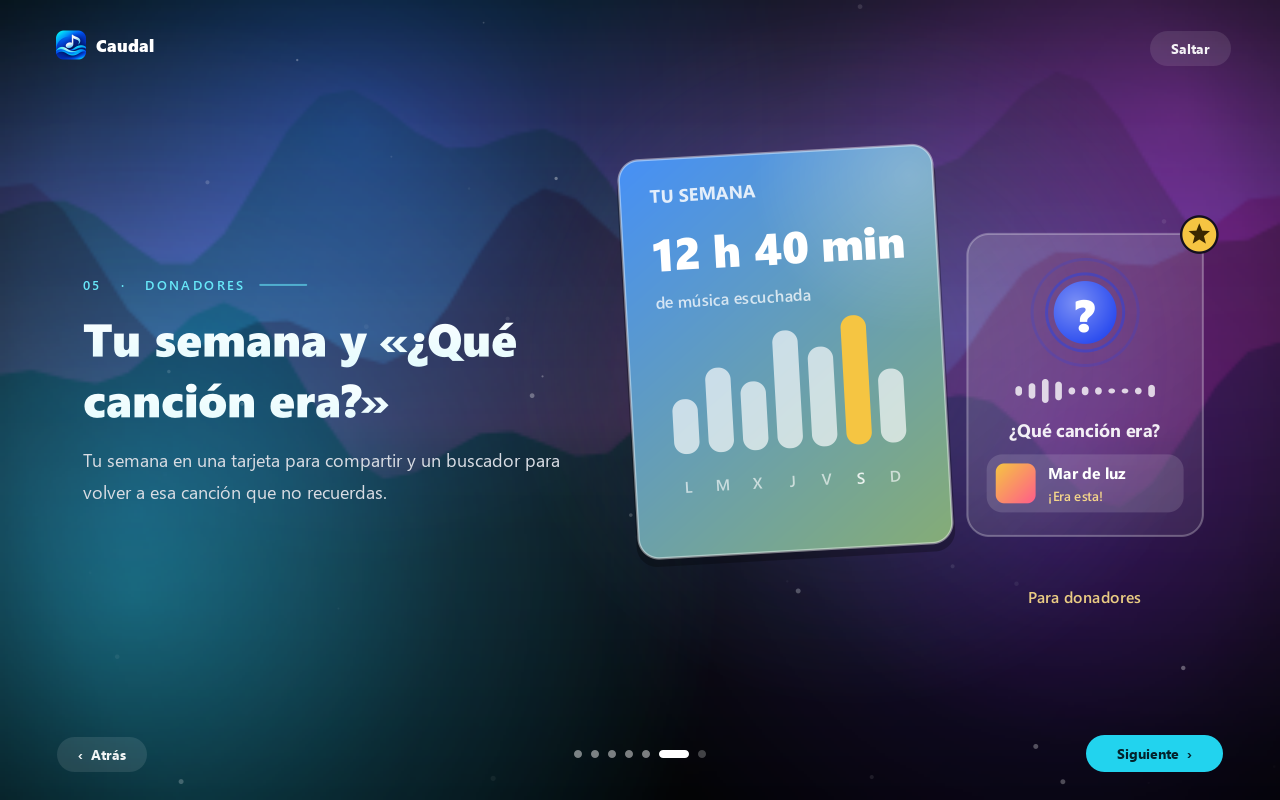 Caudal
Saltar
05 · DONADORES
Tu semana y «¿Qué
canción era?»
Tu semana en una tarjeta para compartir y un buscador para
volver a esa canción que no recuerdas.
TU SEMANA
12 h 40 min
de música escuchada
L M X J V S D
?
¿Qué canción era?
Mar de luz
¡Era esta!
Para donadores
‹ Atrás
Siguiente ›